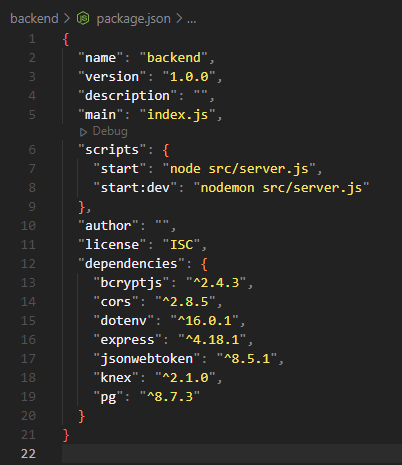 backend > package.json > ...
1 {
2 "name": "backend",
3 "version": "1.0.0",
4 "description": "",
5 "main": "index.js",
Debug
6 "scripts": {
7 "start": "node src/server.js",
8 "start:dev": "nodemon src/server.js"
9 },
10 "author": "",
11 "license": "ISC",
12 "dependencies": {
13 "bcryptjs": "^2.4.3",
14 "cors": "^2.8.5",
15 "dotenv": "^16.0.1",
16 "express": "^4.18.1",
17 "jsonwebtoken": "^8.5.1",
18 "knex": "^2.1.0",
19 "pg": "^8.7.3"
20 }
21 }
22